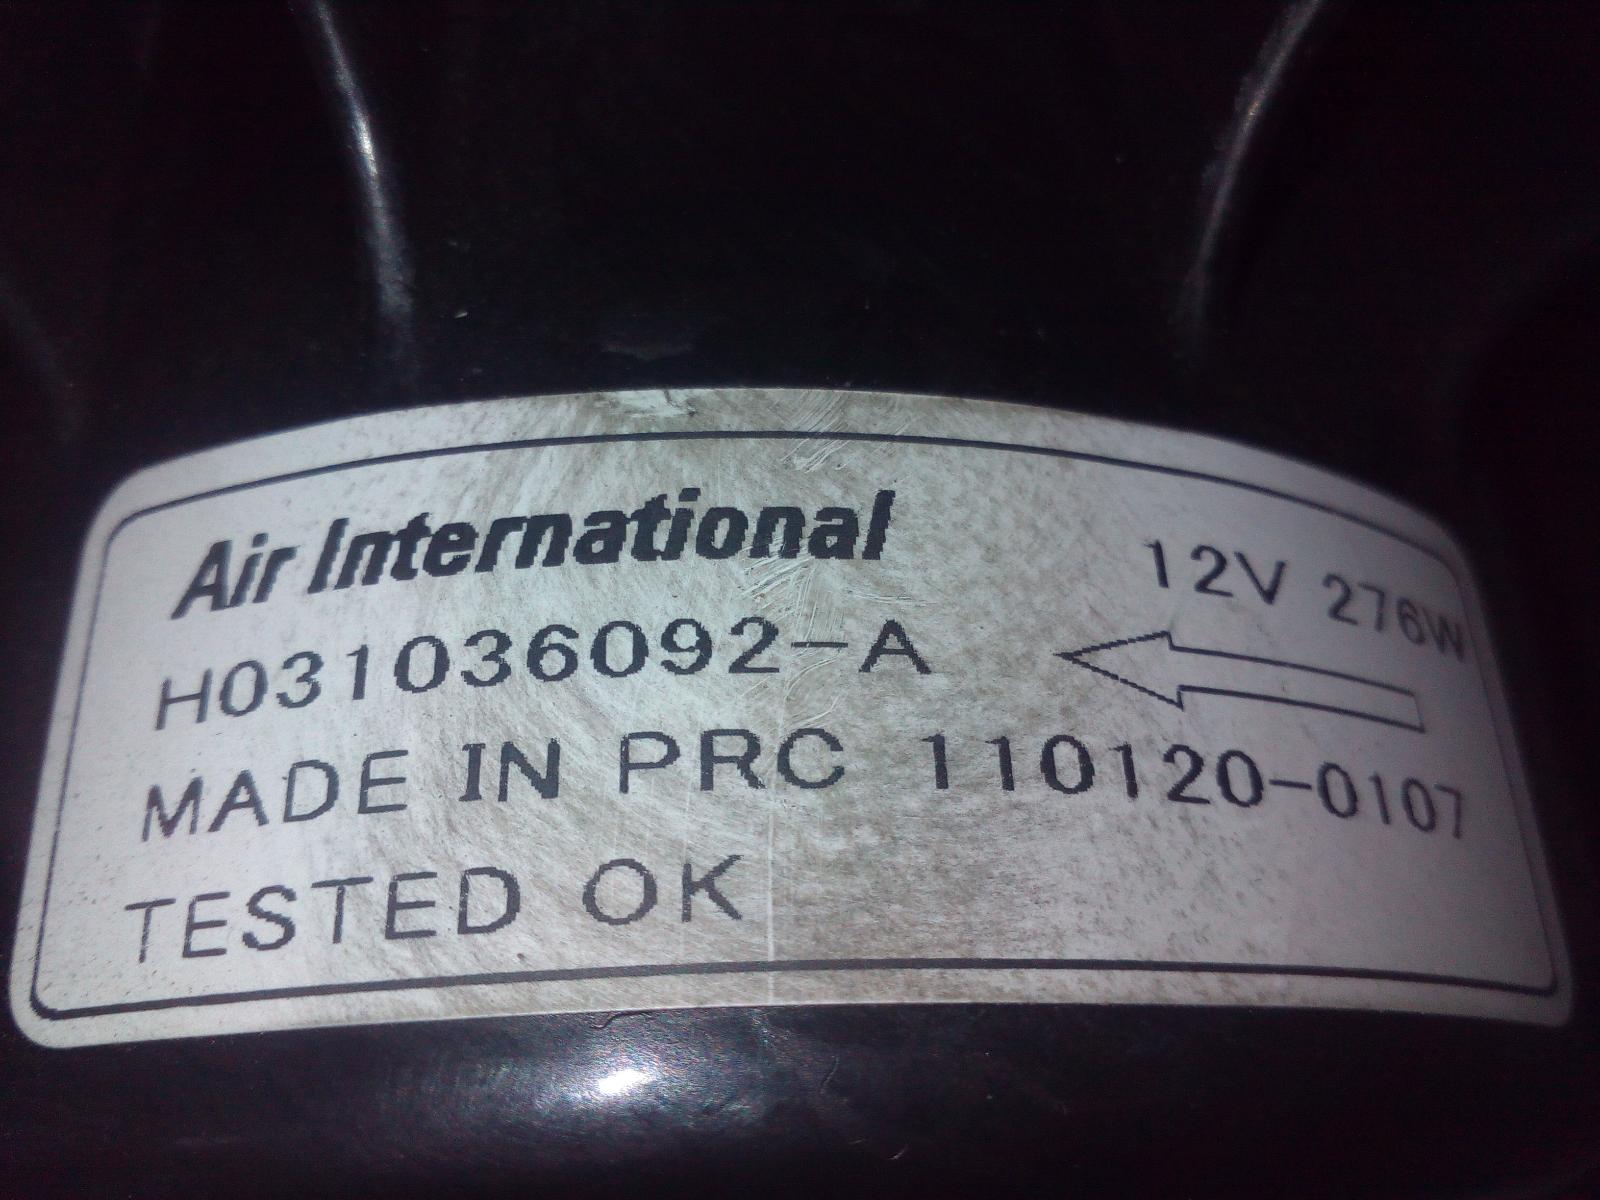 Air International
12V 276W
H031036092-A
MADE IN PRC 110120-0107
TESTED OK